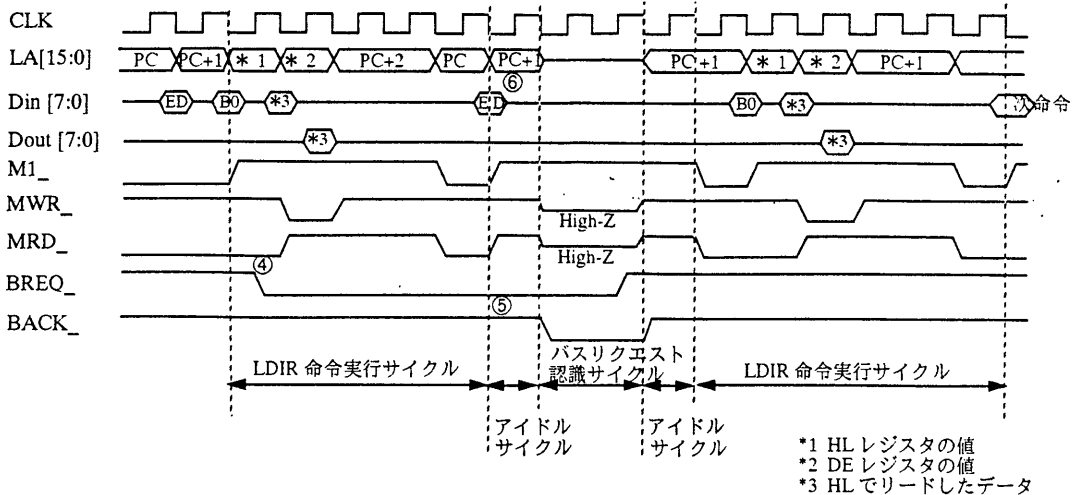 CLK
LA[15:0] PC PC+1 *1 *2 PC+2 PC PC+1 PC+1 *1 *2 PC+1
⑥
Din [7:0] ED B0 *3 ED B0 *3 次命令
Dout [7:0] *3 *3
M1_
MWR_
High-Z
MRD_
High-Z
④
BREQ_
⑤
BACK_
LDIR 命令実行サイクル
バスリクエスト
認識サイクル
LDIR 命令実行サイクル
アイドル
サイクル
アイドル
サイクル
*1 HL レジスタの値
*2 DE レジスタの値
*3 HL でリードしたデータ